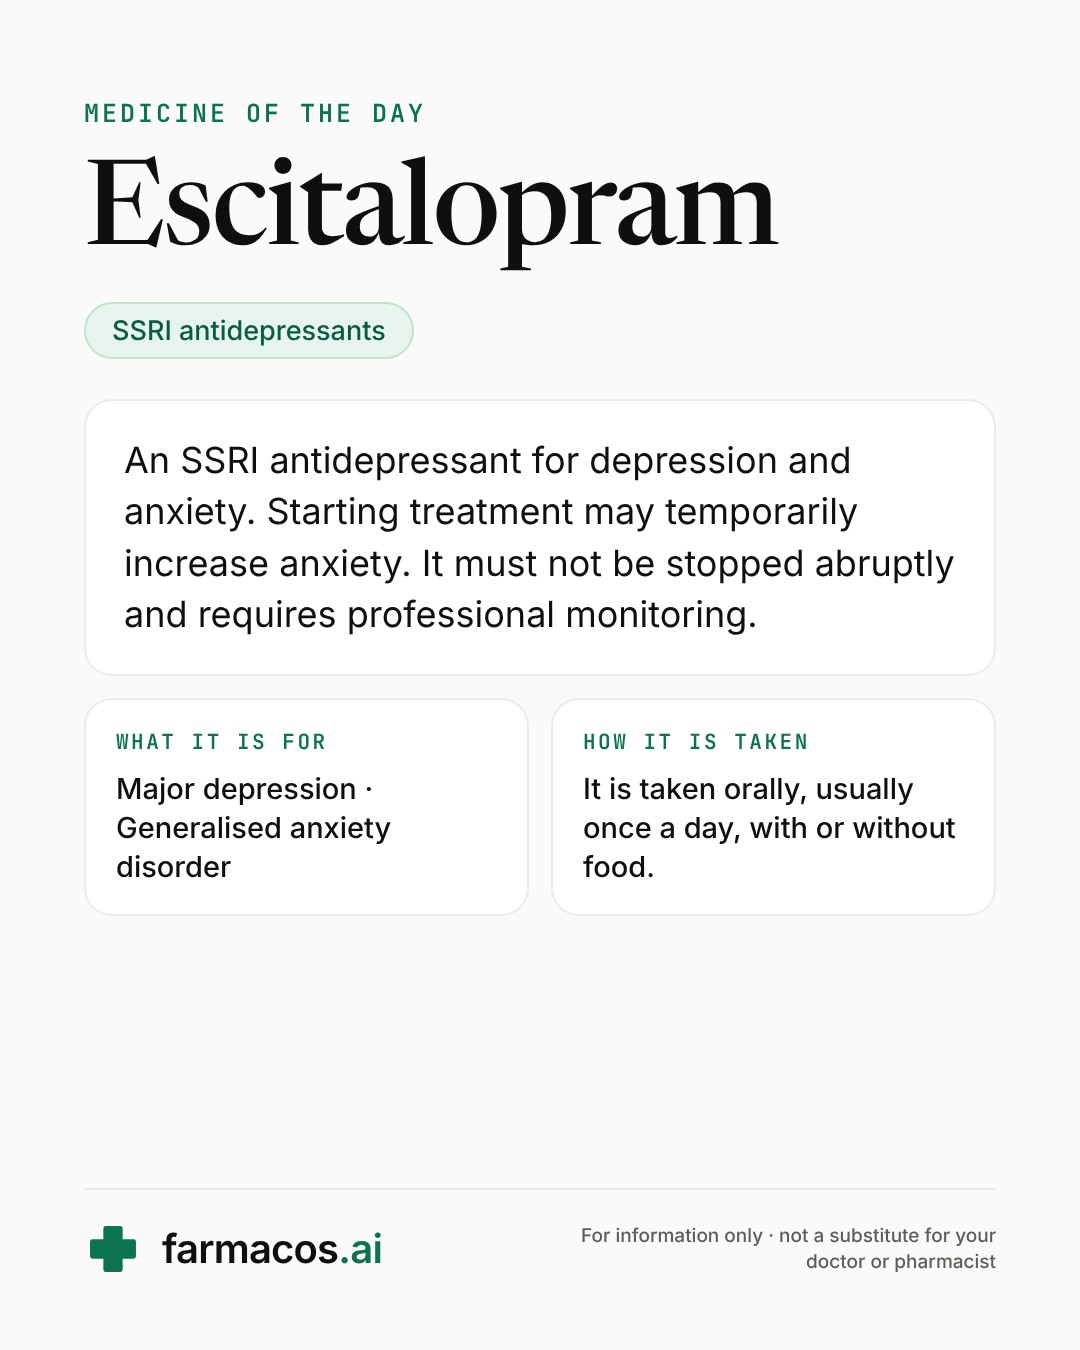 MEDICINE OF THE DAY
Escitalopram
SSRI antidepressants
An SSRI antidepressant for depression and
anxiety. Starting treatment may temporarily
increase anxiety. It must not be stopped abruptly
and requires professional monitoring.
WHAT IT IS FOR
Major depression ·
Generalised anxiety
disorder
HOW IT IS TAKEN
It is taken orally, usually
once a day, with or without
food.
farmacos.ai
For information only · not a substitute for your
doctor or pharmacist